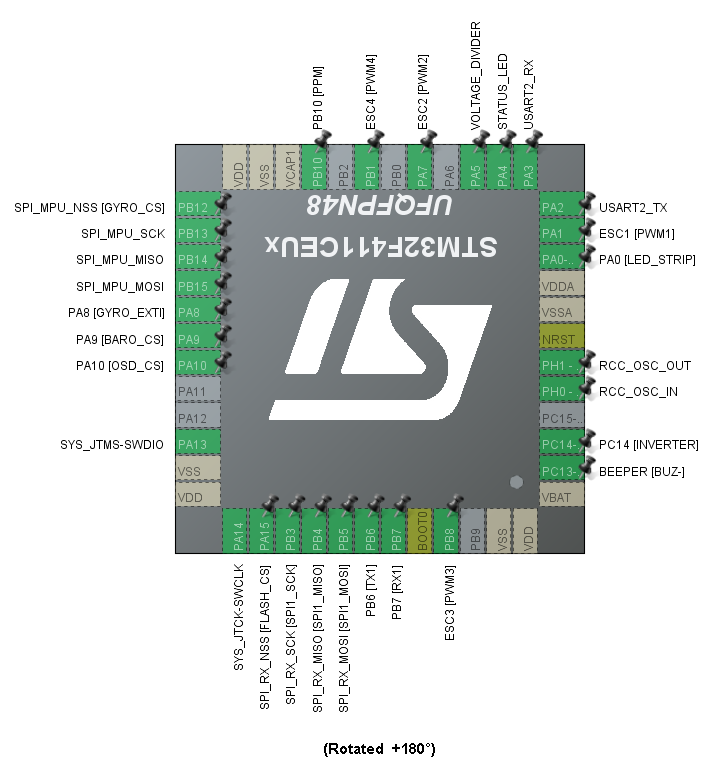 PB10 [PPM]
ESC4 [PWM4]
ESC2 [PWM2]
VOLTAGE_DIVIDER
STATUS_LED
USART2_RX
VDD
VSS
VCAP1
PB10
PB2
PB1
PB0
PA7
PA6
PA5
PA4
PA3
SPI_MPU_NSS [GYRO_CS]
PB12
SPI_MPU_SCK
PB13
SPI_MPU_MISO
PB14
SPI_MPU_MOSI
PB15
PA8 [GYRO_EXTI]
PA8
PA9 [BARO_CS]
PA9
PA10 [OSD_CS]
PA10
PA11
PA12
SYS_JTMS-SWDIO
PA13
VSS
VDD
UFQFPN48
STM32F411CEUx
PA2
USART2_TX
PA1
ESC1 [PWM1]
PA0-..
PA0 [LED_STRIP]
VDDA
VSSA
NRST
PH1 -..
RCC_OSC_OUT
PH0 -..
RCC_OSC_IN
PC15-..
PC14-..
PC14 [INVERTER]
PC13-..
BEEPER [BUZ-]
VBAT
PA14
PA15
PB3
PB4
PB5
PB6
PB7
BOOT0
PB8
PB9
VSS
VDD
SYS_JTCK-SWCLK
SPI_RX_NSS [FLASH_CS]
SPI_RX_SCK [SPI1_SCK]
SPI_RX_MISO [SPI1_MISO]
SPI_RX_MOSI [SPI1_MOSI]
PB6 [TX1]
PB7 [RX1]
ESC3 [PWM3]
(Rotated +180°)